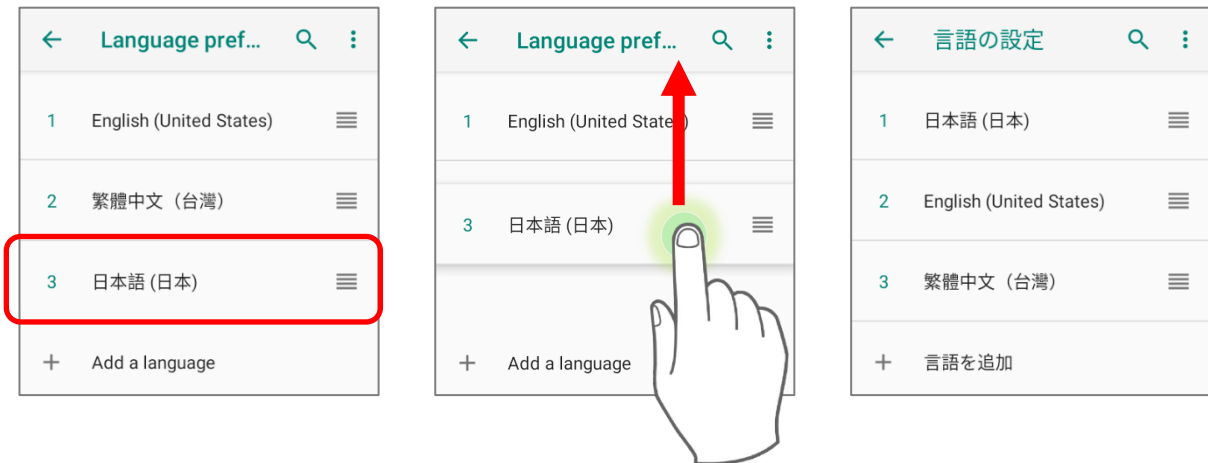 Language pref...
1 English (United States)
2 繁體中文（台灣）
3 日本語 (日本)
+ Add a language
Language pref...
1 English (United State )
3 日本語 (日本)
+ Add a language
言語の設定
1 日本語 (日本)
2 English (United States)
3 繁體中文（台灣）
+ 言語を追加